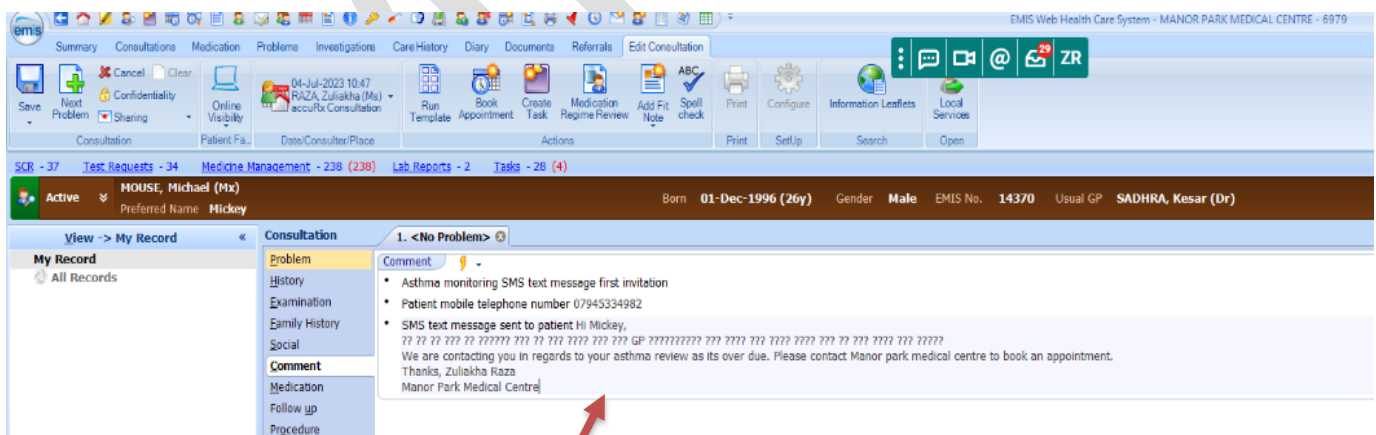 emis
EMIS Web Health Care System - MANOR PARK MEDICAL CENTRE - 6979
Summary Consultations Medication Problems Investigations Care History Diary Documents Referrals Edit Consultation
29 ZR
Save
Next Problem
Cancel Clear
Confidentiality
Sharing
Online Visibility
04-Jul-2023 10:47
RAZA, Zuliakha (Ms)
accuRx Consultation
Run Template
Book Appointment
Create Task
Medication Regime Review
Add Fit Note
ABC
Spell check
Print
Configure
Information Leaflets
Local Services
Consultation Patient Fa... Date/Consulter/Place Actions Print SetUp Search Open
SCR - 37 Test Requests - 34 Medicine Management - 238 (238) Lab Reports - 2 Tasks - 28 (4)
Active MOUSE, Michael (Mx) Born 01-Dec-1996 (26y) Gender Male EMIS No. 14370 Usual GP SADHRA, Kesar (Dr)
Preferred Name Mickey
View -> My Record «
My Record
All Records
Consultation
Problem
History
Examination
Family History
Social
Comment
Medication
Follow up
Procedure
1. <No Problem>
Comment
• Asthma monitoring SMS text message first invitation
• Patient mobile telephone number 07945334982
• SMS text message sent to patient Hi Mickey,
?? ?? ?? ??? ?? ?????? ??? ?? ??? ???? ??? ??? GP ?????????? ??? ???? ??? ???? ???? ??? ?? ??? ???? ??? ?????
We are contacting you in regards to your asthma review as its over due. Please contact Manor park medical centre to book an appointment.
Thanks, Zuliakha Raza
Manor Park Medical Centre